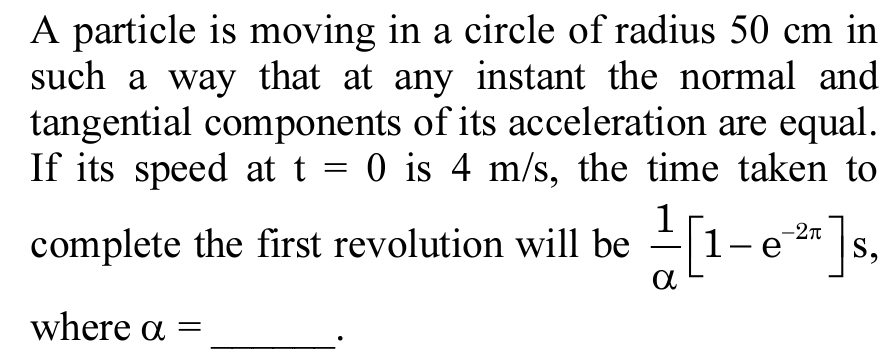 A particle is moving in a circle of radius 50 cm in
such a way that at any instant the normal and
tangential components of its acceleration are equal.
If its speed at t = 0 is 4 m/s, the time taken to
complete the first revolution will be $\frac{1}{\alpha}\left[1-e^{-2\pi}\right]$s,
where α = ______.